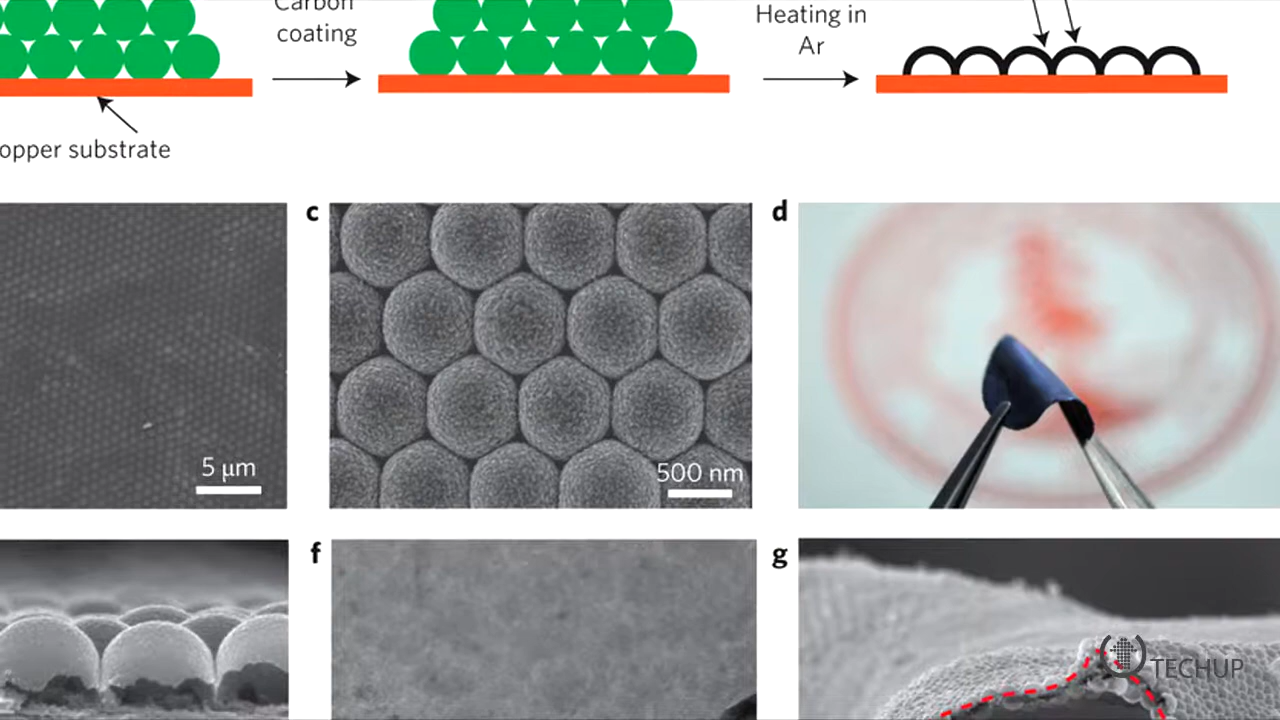 Carbon
coating
Heating in
Ar
opper substrate
c
d
5 μm
500 nm
f
g
TECHUP